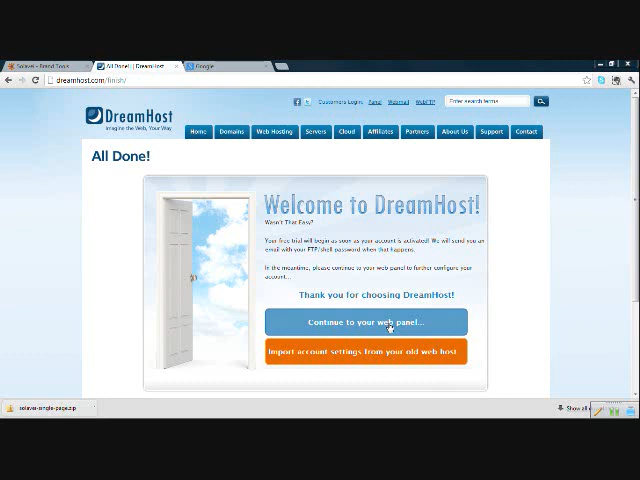 Solavei - Brand Tools
All Done! | DreamHost
Google
dreamhost.com/finish/
Customers Login: Panel Webmail WebFTP
Enter search terms
DreamHost
Imagine the Web, Your Way
Home Domains Web Hosting Servers Cloud Affiliates Partners About Us Support Contact
All Done!
Welcome to DreamHost!
Wasn't That Easy?
Your free trial will begin as soon as your account is activated! We will send you an
email with your FTP/shell password when that happens.
In the meantime, please continue to your web panel to further configure your
account...
Thank you for choosing DreamHost!
Continue to your web panel...
Import account settings from your old web host
solavei-single-page.zip
Show all